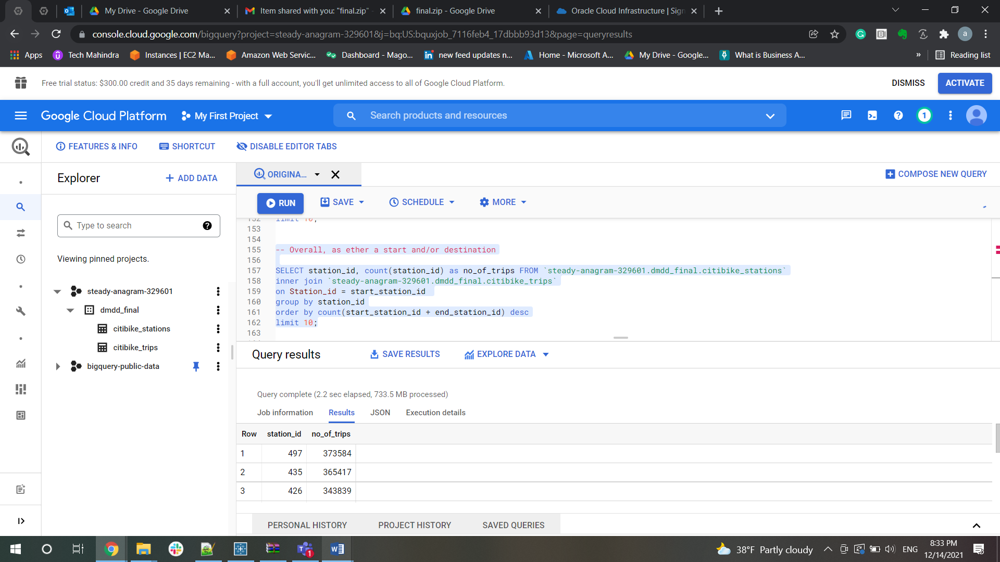 My Drive - Google Drive
Item shared with you: "final.zip" -
final.zip - Google Drive
Oracle Cloud Infrastructure | Sign
console.cloud.google.com/bigquery?project=steady-anagram-329601&j=bq:US:bquxjob_7116feb4_17dbbb93d13&page=queryresults
a
Apps
Tech Mahindra
Instances | EC2 Ma...
Amazon Web Servic...
Dashboard - Mago...
new feed updates n...
Home - Microsoft A...
My Drive - Google...
What is Business A...
»
Reading list
Free trial status: $300.00 credit and 35 days remaining - with a full account, you'll get unlimited access to all of Google Cloud Platform.
DISMISS
ACTIVATE
Google Cloud Platform
My First Project
Search products and resources
1
FEATURES & INFO
SHORTCUT
DISABLE EDITOR TABS
Explorer
+ ADD DATA
ORIGINA...
COMPOSE NEW QUERY
RUN
SAVE
SCHEDULE
MORE
Type to search
Viewing pinned projects.
steady-anagram-329601
dmdd_final
citibike_stations
citibike_trips
bigquery-public-data
152 limit 10;
153
154
155 -- Overall, as ether a start and/or destination
156
157 SELECT station_id, count(station_id) as no_of_trips FROM `steady-anagram-329601.dmdd_final.citibike_stations`
158 inner join `steady-anagram-329601.dmdd_final.citibike_trips`
159 on Station_id = start_station_id
160 group by station_id
161 order by count(start_station_id + end_station_id) desc
162 limit 10;
163
Query results
SAVE RESULTS
EXPLORE DATA
Query complete (2.2 sec elapsed, 733.5 MB processed)
Job information
Results
JSON
Execution details
Row station_id no_of_trips
1 497 373584
2 435 365417
3 426 343839
PERSONAL HISTORY
PROJECT HISTORY
SAVED QUERIES
38°F Partly cloudy
ENG
8:33 PM
12/14/2021